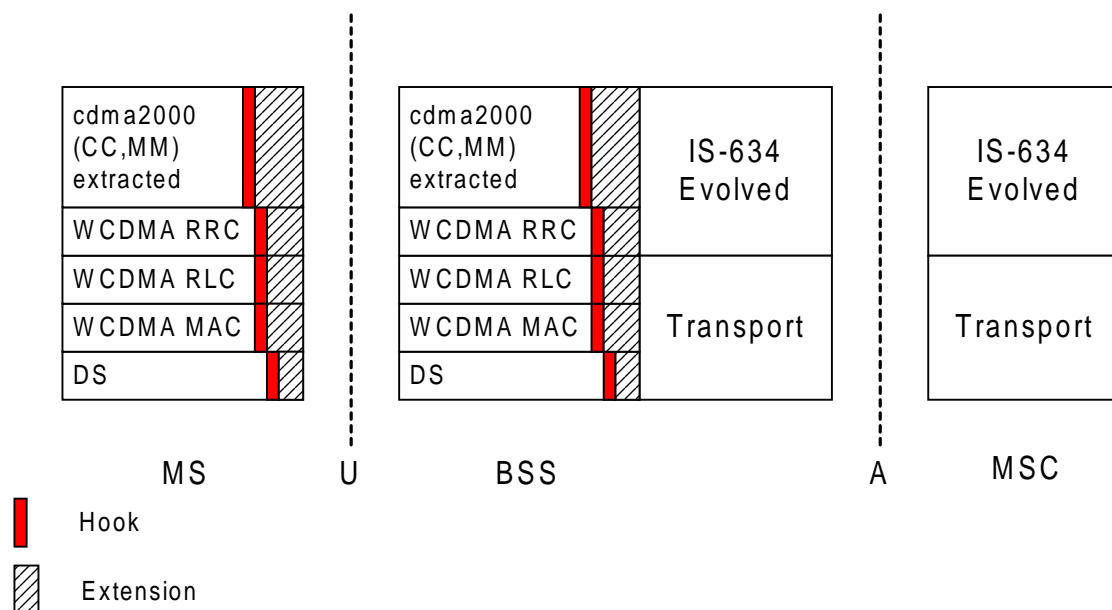 cdma2000
(CC,MM)
extracted
WCDMA RRC
WCDMA RLC
WCDMA MAC
DS
cdma2000
(CC,MM)
extracted
WCDMA RRC
WCDMA RLC
WCDMA MAC
DS
IS-634
Evolved
Transport
IS-634
Evolved
Transport
MS
U
BSS
A
MSC
Hook
Extension